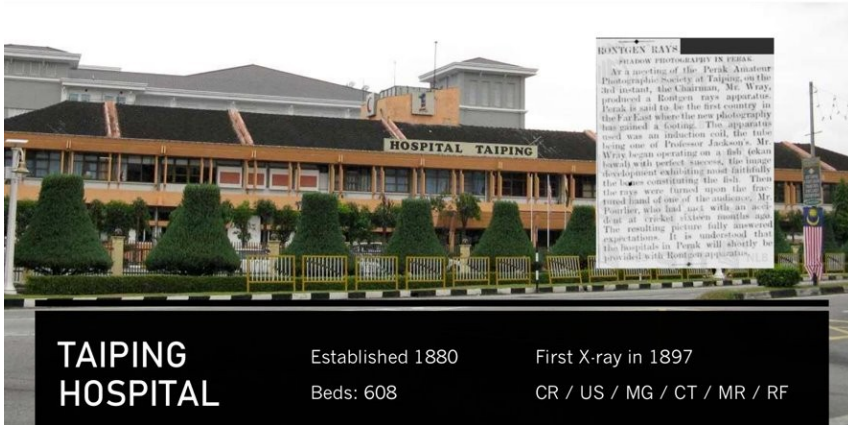 HOSPITAL TAIPING
RONTGEN RAYS
SHADOW PHOTOGRAPHY IN PERAK
At a meeting of the Perak Amateur
Photographic Society at Taiping, on the
3rd instant, the Chairman, Mr. Wray,
produced a Rontgen rays apparatus.
Perak is said to be the first country in
the Far East where the new photography
has gained a footing. The apparatus
used was an induction coil, the tube
being one of Professor Jackson's. Mr.
Wray began operating on a fish (ekan
bawal) with perfect success, the image
development exhibiting most faithfully
the bones constituting the fish. Then
the rays were turned upon the frac-
tured hand of one of the audience, Mr.
Pourlier, who had met with an acci-
dent at cricket sixteen months ago.
The resulting picture fully answered
expectations. It is understood that
the hospitals in Perak will shortly be
provided with Rontgen apparatus.
NLB
TAIPING
HOSPITAL
Established 1880
Beds: 608
First X-ray in 1897
CR / US / MG / CT / MR / RF